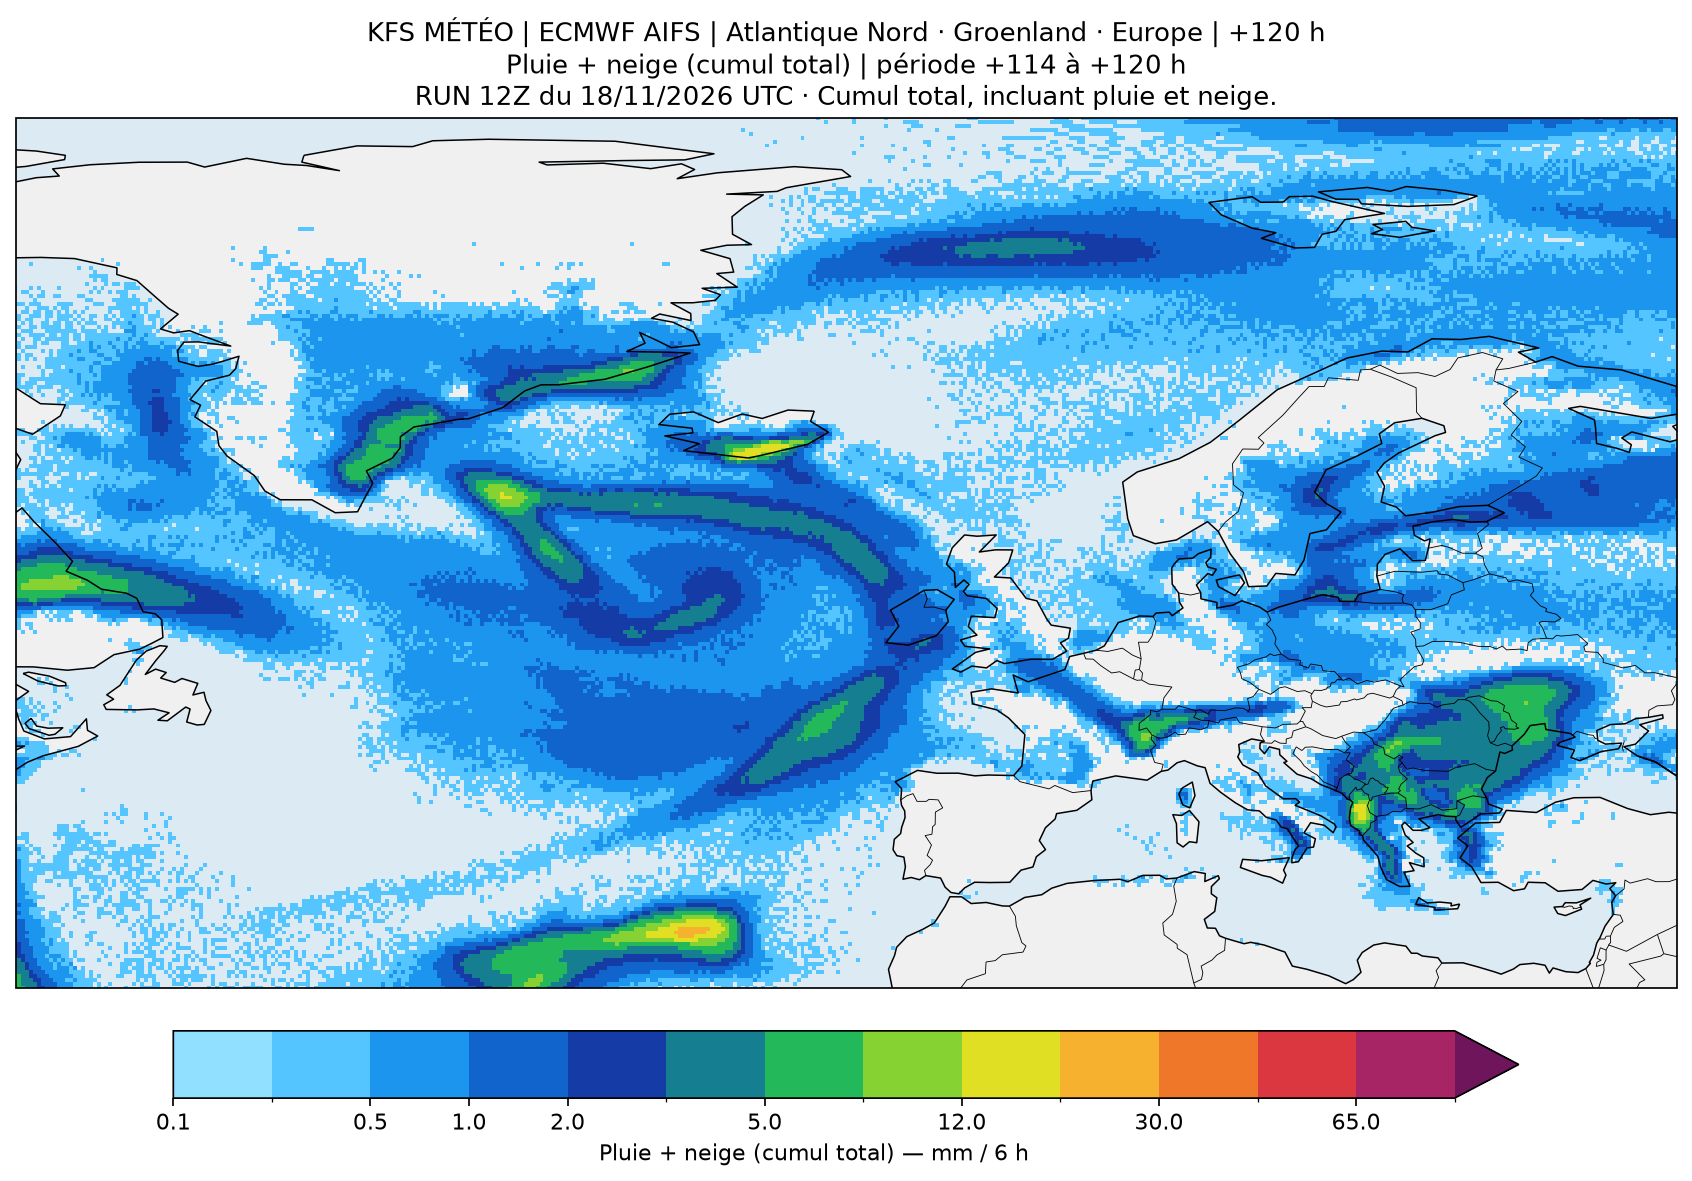 KFS MÉTÉO | ECMWF AIFS | Atlantique Nord · Groenland · Europe | +120 h
Pluie + neige (cumul total) | période +114 à +120 h
RUN 12Z du 18/11/2026 UTC · Cumul total, incluant pluie et neige.
0.1 0.5 1.0 2.0 5.0 12.0 30.0 65.0
Pluie + neige (cumul total) — mm / 6 h